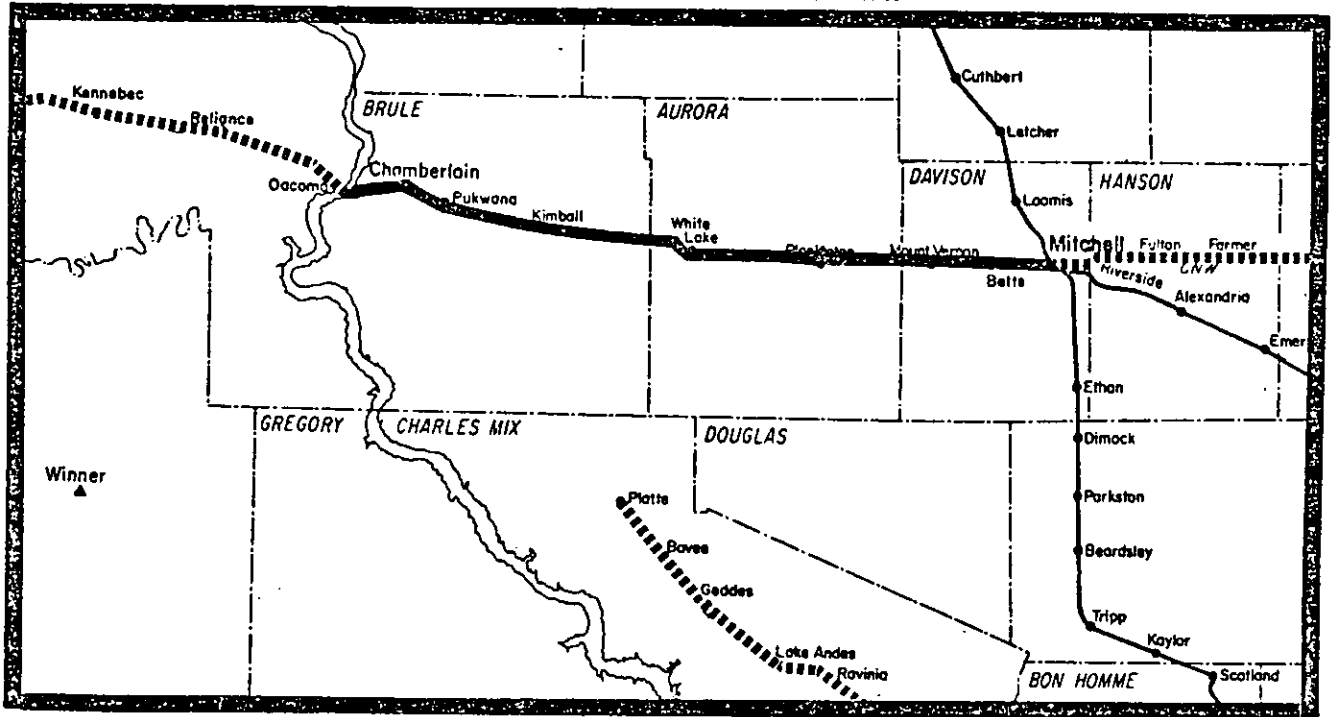 Cuthbert
Kennebec
BRULE
AURORA
Reliance
Letcher
Chamberlain
DAVISON
HANSON
Oacoma
Pukwana
Loomis
Kimball
White
Lake
Mitchell
Fulton
Farmer
Mount Vernon
CNW
Betts
Riverside
Alexandria
Emer
Ethan
GREGORY
CHARLES MIX
DOUGLAS
Dimock
Winner
Platte
Parkston
Bovee
Beardsley
Geddes
Tripp
Kaylor
Lake Andes
Ravinia
BON HOMME
Scotland